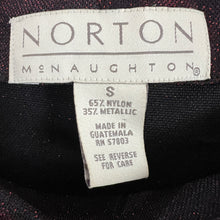 NORTON
McNAUGHTON®
S
65% NYLON
35% METALLIC
MADE IN
GUATEMALA
RN 57803
SEE REVERSE
FOR CARE